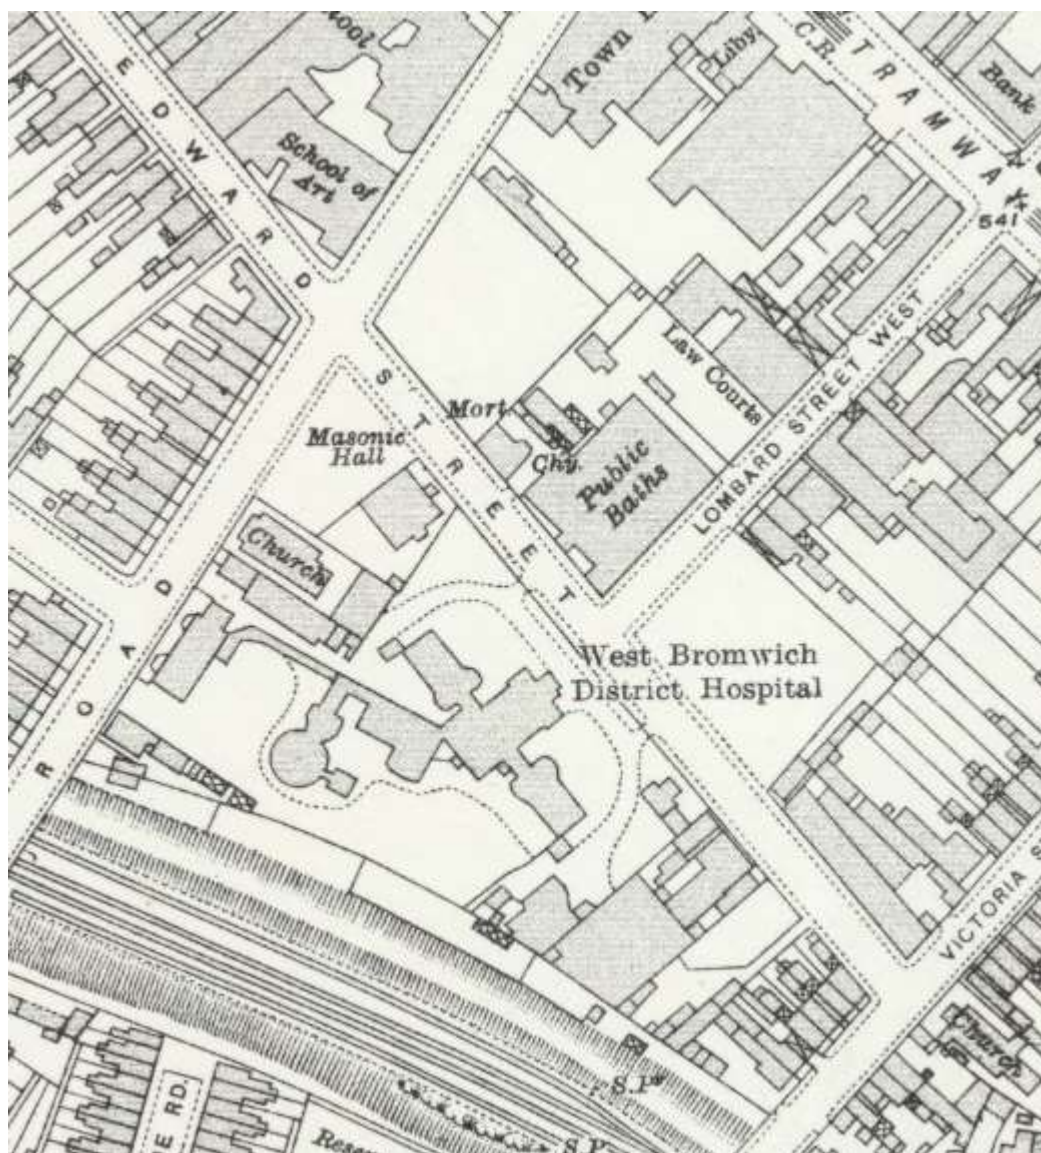 School
Town
Liby.
C.R.
TRAMWAY
Bank
EDWARD
School of
Art
541
STREET
Law Courts
LOMBARD STREET WEST
Mort.
Masonic
Hall
Chy.
Public
Baths
Church
ROAD
West Bromwich
District Hospital
VICTORIA S
Church
S.P
RD.
S.P